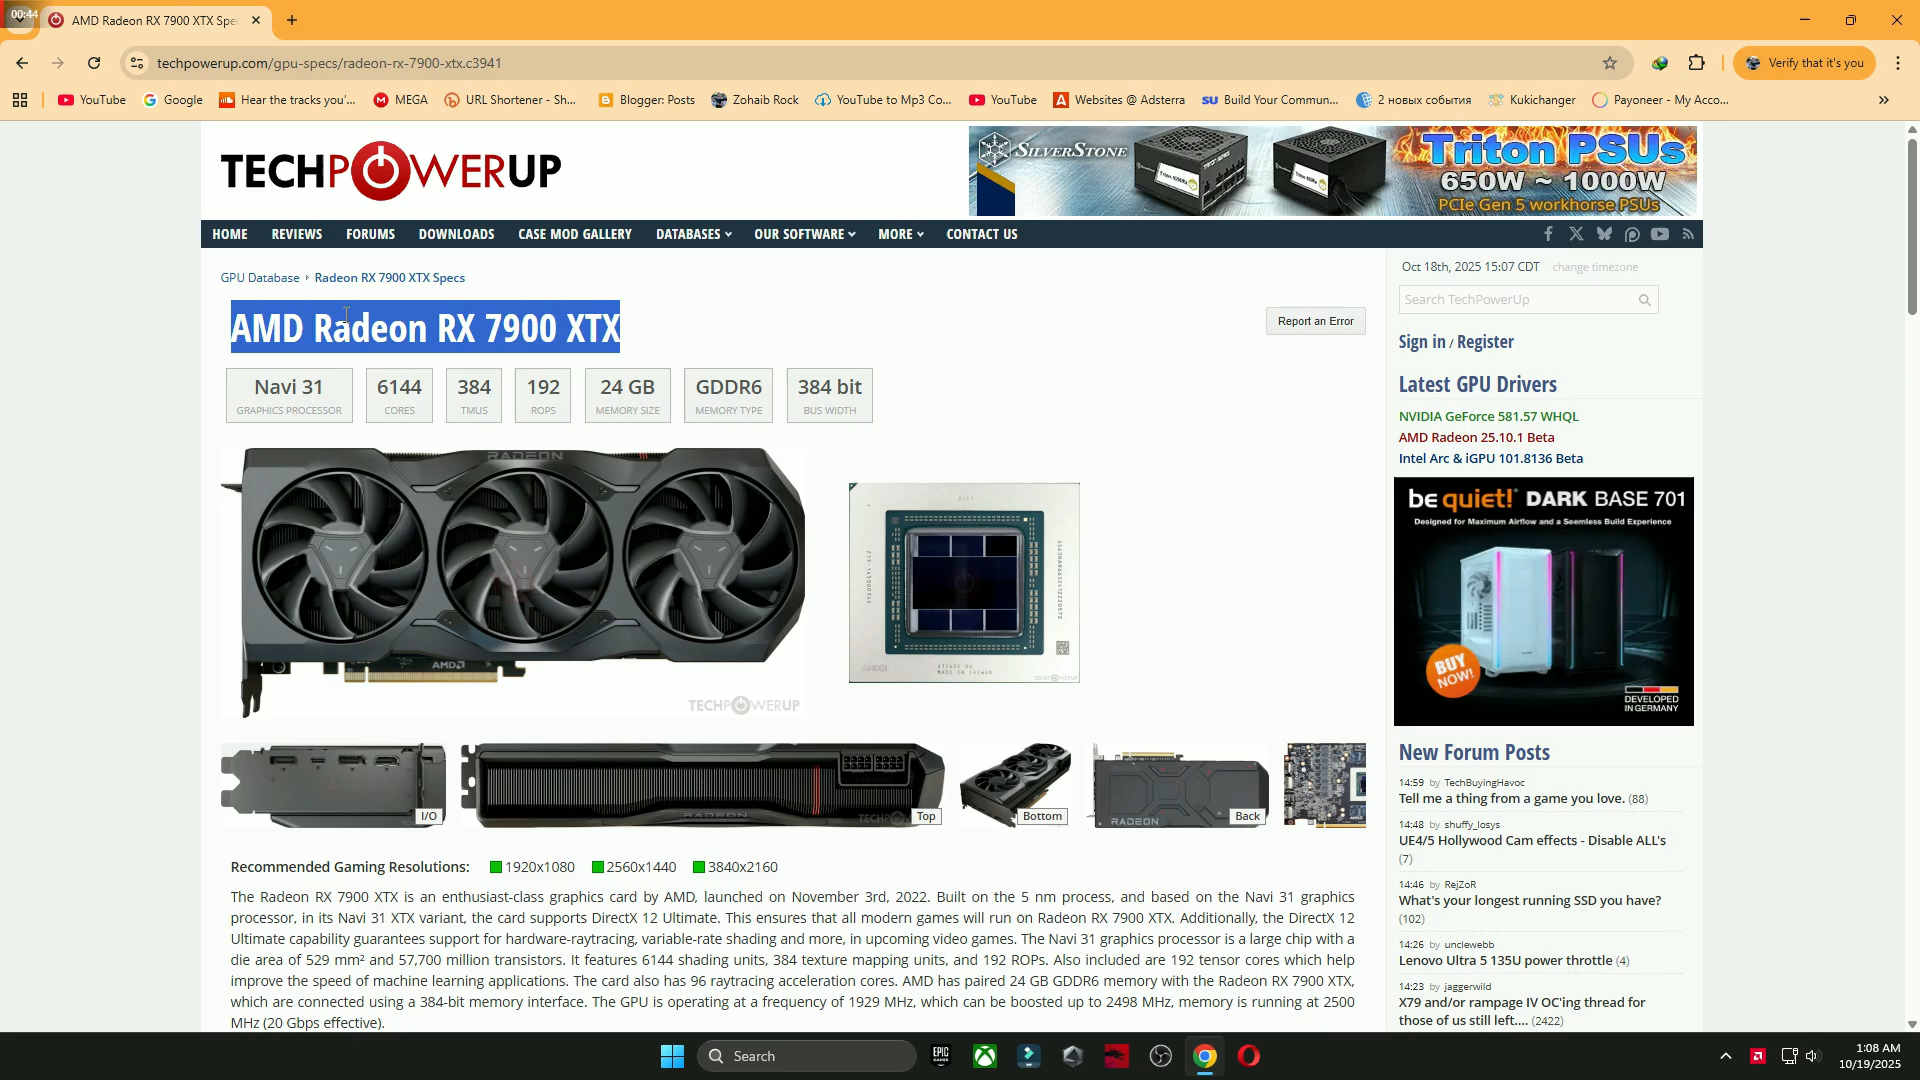 00:44
AMD Radeon RX 7900 XTX Spe
techpowerup.com/gpu-specs/radeon-rx-7900-xtx.c3941
Verify that it's you
YouTube
Google
Hear the tracks you'...
MEGA
URL Shortener - Sh...
Blogger: Posts
Zohaib Rock
YouTube to Mp3 Co...
YouTube
Websites @ Adsterra
Build Your Commun...
2 новых события
Kukichanger
Payoneer - My Acco...
TECHPOWERUP
SILVERSTONE
Triton PSUs
650W ~ 1000W
PCIe Gen 5 workhorse PSUs
HOME
REVIEWS
FORUMS
DOWNLOADS
CASE MOD GALLERY
DATABASES
OUR SOFTWARE
MORE
CONTACT US
GPU Database › Radeon RX 7900 XTX Specs
AMD Radeon RX 7900 XTX
Report an Error
Navi 31
GRAPHICS PROCESSOR
6144
CORES
384
TMUS
192
ROPS
24 GB
MEMORY SIZE
GDDR6
MEMORY TYPE
384 bit
BUS WIDTH
RADEON
AMD
TECHPOWERUP
I/O
RADEON
Top
Bottom
RADEON
Back
Recommended Gaming Resolutions:
1920x1080
2560x1440
3840x2160
The Radeon RX 7900 XTX is an enthusiast-class graphics card by AMD, launched on November 3rd, 2022. Built on the 5 nm process, and based on the Navi 31 graphics
processor, in its Navi 31 XTX variant, the card supports DirectX 12 Ultimate. This ensures that all modern games will run on Radeon RX 7900 XTX. Additionally, the DirectX 12
Ultimate capability guarantees support for hardware-raytracing, variable-rate shading and more, in upcoming video games. The Navi 31 graphics processor is a large chip with a
die area of 529 mm² and 57,700 million transistors. It features 6144 shading units, 384 texture mapping units, and 192 ROPs. Also included are 192 tensor cores which help
improve the speed of machine learning applications. The card also has 96 raytracing acceleration cores. AMD has paired 24 GB GDDR6 memory with the Radeon RX 7900 XTX,
which are connected using a 384-bit memory interface. The GPU is operating at a frequency of 1929 MHz, which can be boosted up to 2498 MHz, memory is running at 2500
MHz (20 Gbps effective).
Oct 18th, 2025 15:07 CDT
change timezone
Search TechPowerUp
Sign in / Register
Latest GPU Drivers
NVIDIA GeForce 581.57 WHQL
AMD Radeon 25.10.1 Beta
Intel Arc & iGPU 101.8136 Beta
be quiet! DARK BASE 701
Designed for Maximum Airflow and a Seemless Build Experience
BUY
NOW!
DEVELOPED
IN GERMANY
New Forum Posts
14:59 by TechBuyingHavoc
Tell me a thing from a game you love. (88)
14:48 by shuffy_losys
UE4/5 Hollywood Cam effects - Disable ALL's
(7)
14:46 by RejZoR
What's your longest running SSD you have?
(102)
14:26 by unclewebb
Lenovo Ultra 5 135U power throttle (4)
14:23 by jaggerwild
X79 and/or rampage IV OC'ing thread for
those of us still left.... (2422)
Search
EPIC
GAMES
1:08 AM
10/19/2025